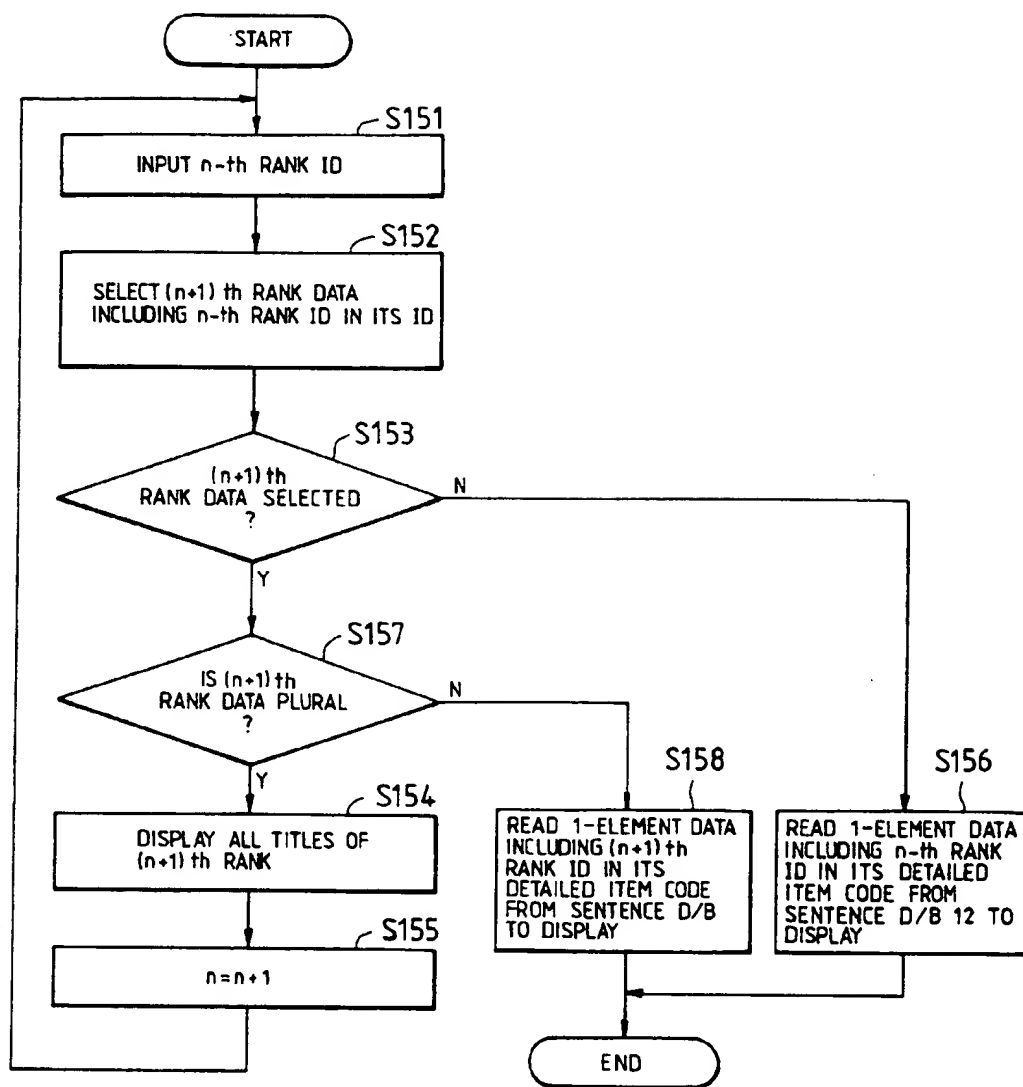 START
S151
INPUT n-th RANK ID
S152
SELECT (n+1) th RANK DATA
INCLUDING n-th RANK ID IN ITS ID
S153
(n+1) th
RANK DATA SELECTED
?
N
Y
S157
IS (n+1) th
RANK DATA PLURAL
?
N
Y
S154
DISPLAY ALL TITLES OF
(n+1) th RANK
S155
n=n+1
S158
READ 1-ELEMENT DATA
INCLUDING (n+1) th
RANK ID IN ITS
DETAILED ITEM CODE
FROM SENTENCE D/B
TO DISPLAY
S156
READ 1-ELEMENT DATA
INCLUDING n-th RANK
ID IN ITS DETAILED
ITEM CODE FROM
SENTENCE D/B 12 TO
DISPLAY
END